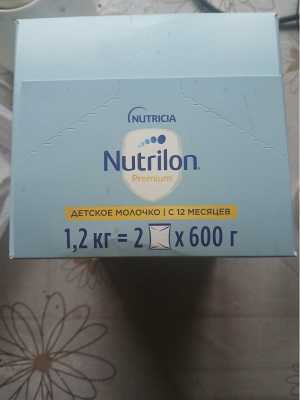 NUTRICIA
Nutrilon
Premium
ДЕТСКОЕ МОЛОЧКО | С 12 МЕСЯЦЕВ
1,2 кг = 2 х 600 г